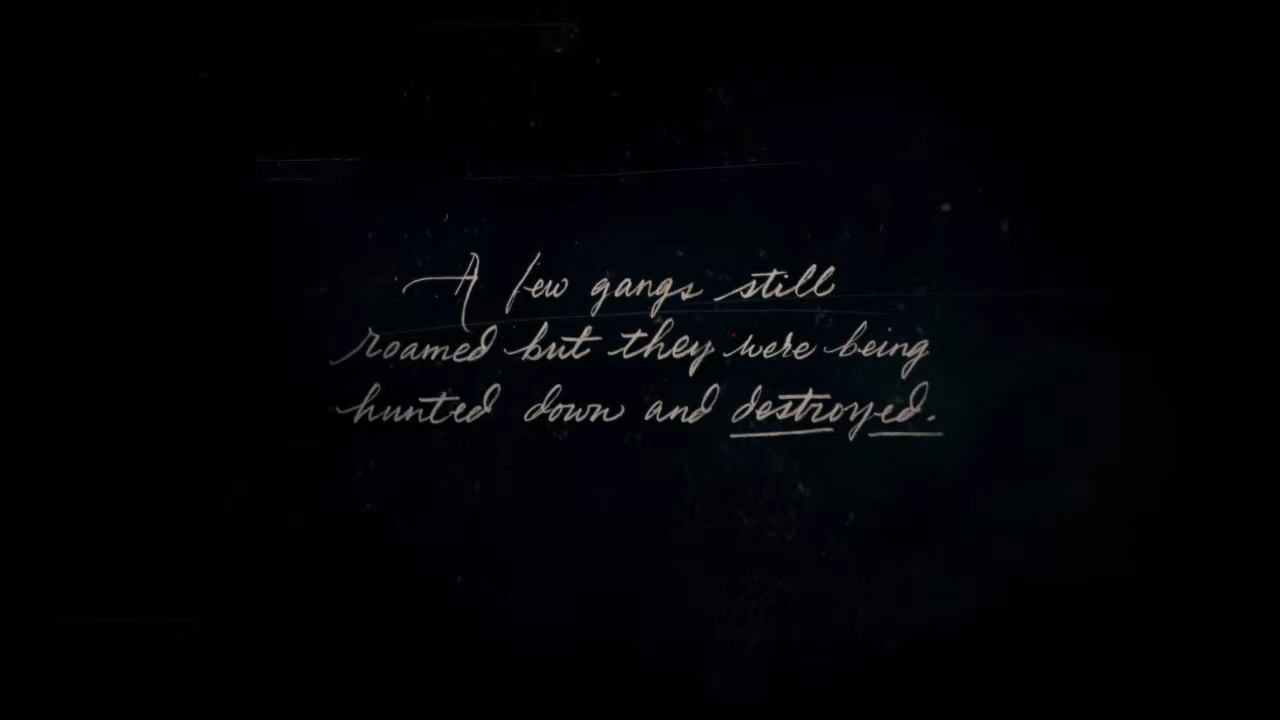 A few gangs still
roamed but they were being
hunted down and destroyed.